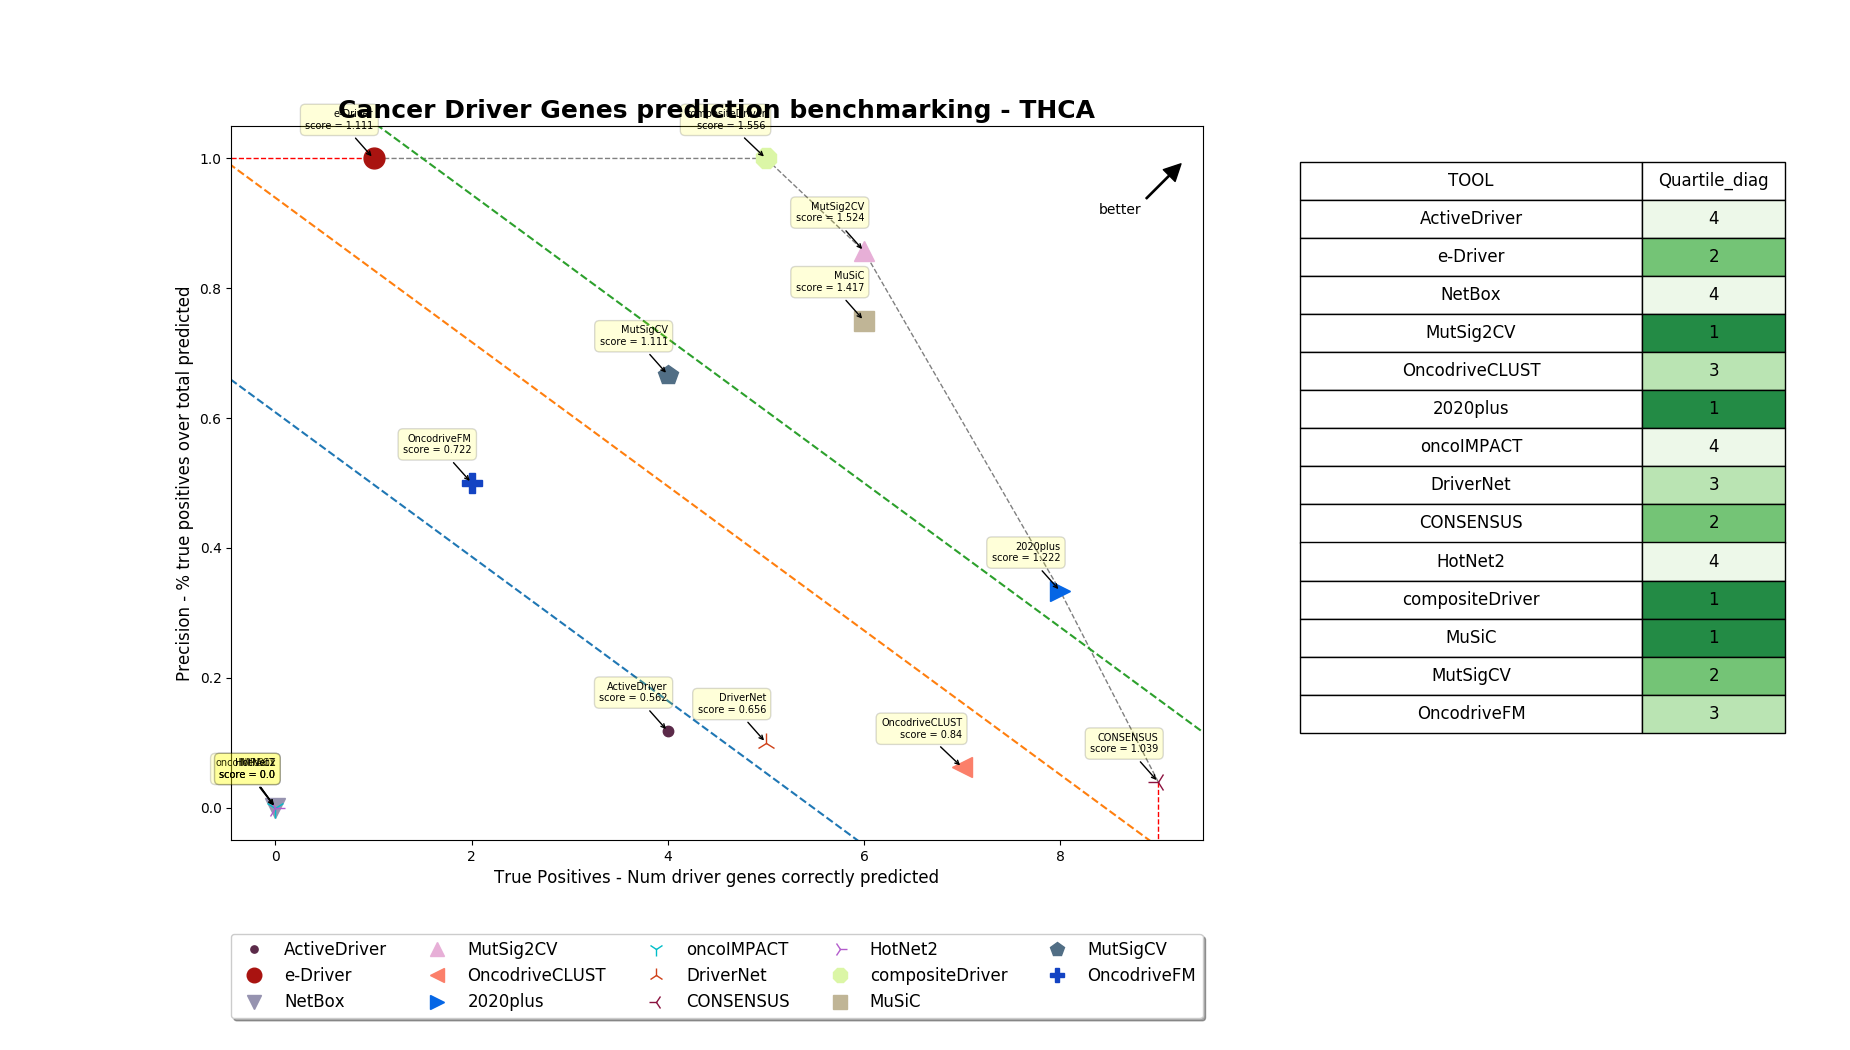 Cancer Driver Genes prediction benchmarking - THCA
e-Driver
score = 1.111
compositeDriver
score = 1.556
better
MutSig2CV
score = 1.524
MuSiC
score = 1.417
MutSigCV
score = 1.111
OncodriveFM
score = 0.722
2020plus
score = 1.222
ActiveDriver
score = 0.562
DriverNet
score = 0.656
OncodriveCLUST
score = 0.84
CONSENSUS
score = 1.039
HotNet2
score = 0.0
Precision - % true positives over total predicted
1.0
0.8
0.6
0.4
0.2
0.0
0 2 4 6 8
True Positives - Num driver genes correctly predicted
ActiveDriver MutSig2CV oncoIMPACT HotNet2 MutSigCV
e-Driver OncodriveCLUST DriverNet compositeDriver OncodriveFM
NetBox 2020plus CONSENSUS MuSiC
TOOL Quartile_diag
ActiveDriver 4
e-Driver 2
NetBox 4
MutSig2CV 1
OncodriveCLUST 3
2020plus 1
oncoIMPACT 4
DriverNet 3
CONSENSUS 2
HotNet2 4
compositeDriver 1
MuSiC 1
MutSigCV 2
OncodriveFM 3